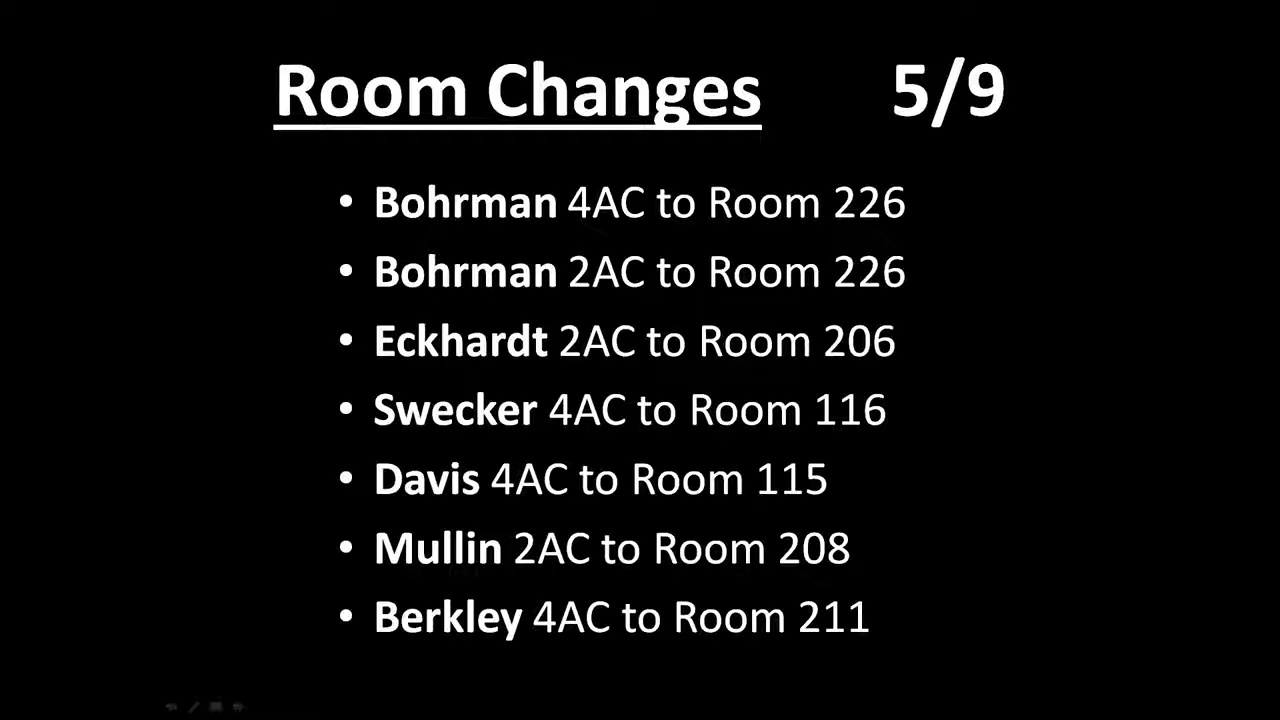 Room Changes 5/9
• Bohrman 4AC to Room 226
• Bohrman 2AC to Room 226
• Eckhardt 2AC to Room 206
• Swecker 4AC to Room 116
• Davis 4AC to Room 115
• Mullin 2AC to Room 208
• Berkley 4AC to Room 211